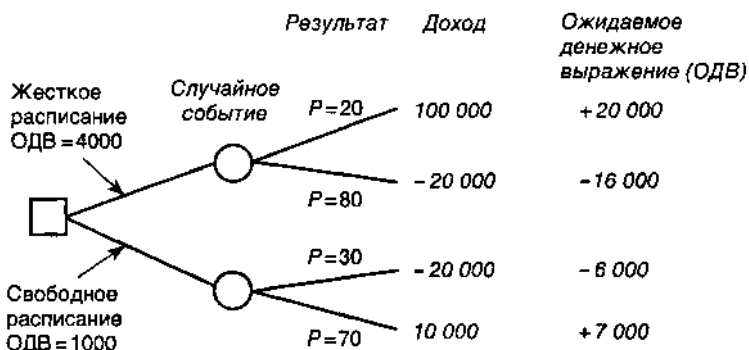 Результат Доход Ожидаемое
денежное
выражение (ОДВ)
Жесткое
расписание
ОДВ = 4000
Случайное
событие
P=20 100 000 +20 000
P=80 -20 000 -16 000
P=30 -20 000 -6 000
P=70 10 000 +7 000
Свободное
расписание
ОДВ = 1000